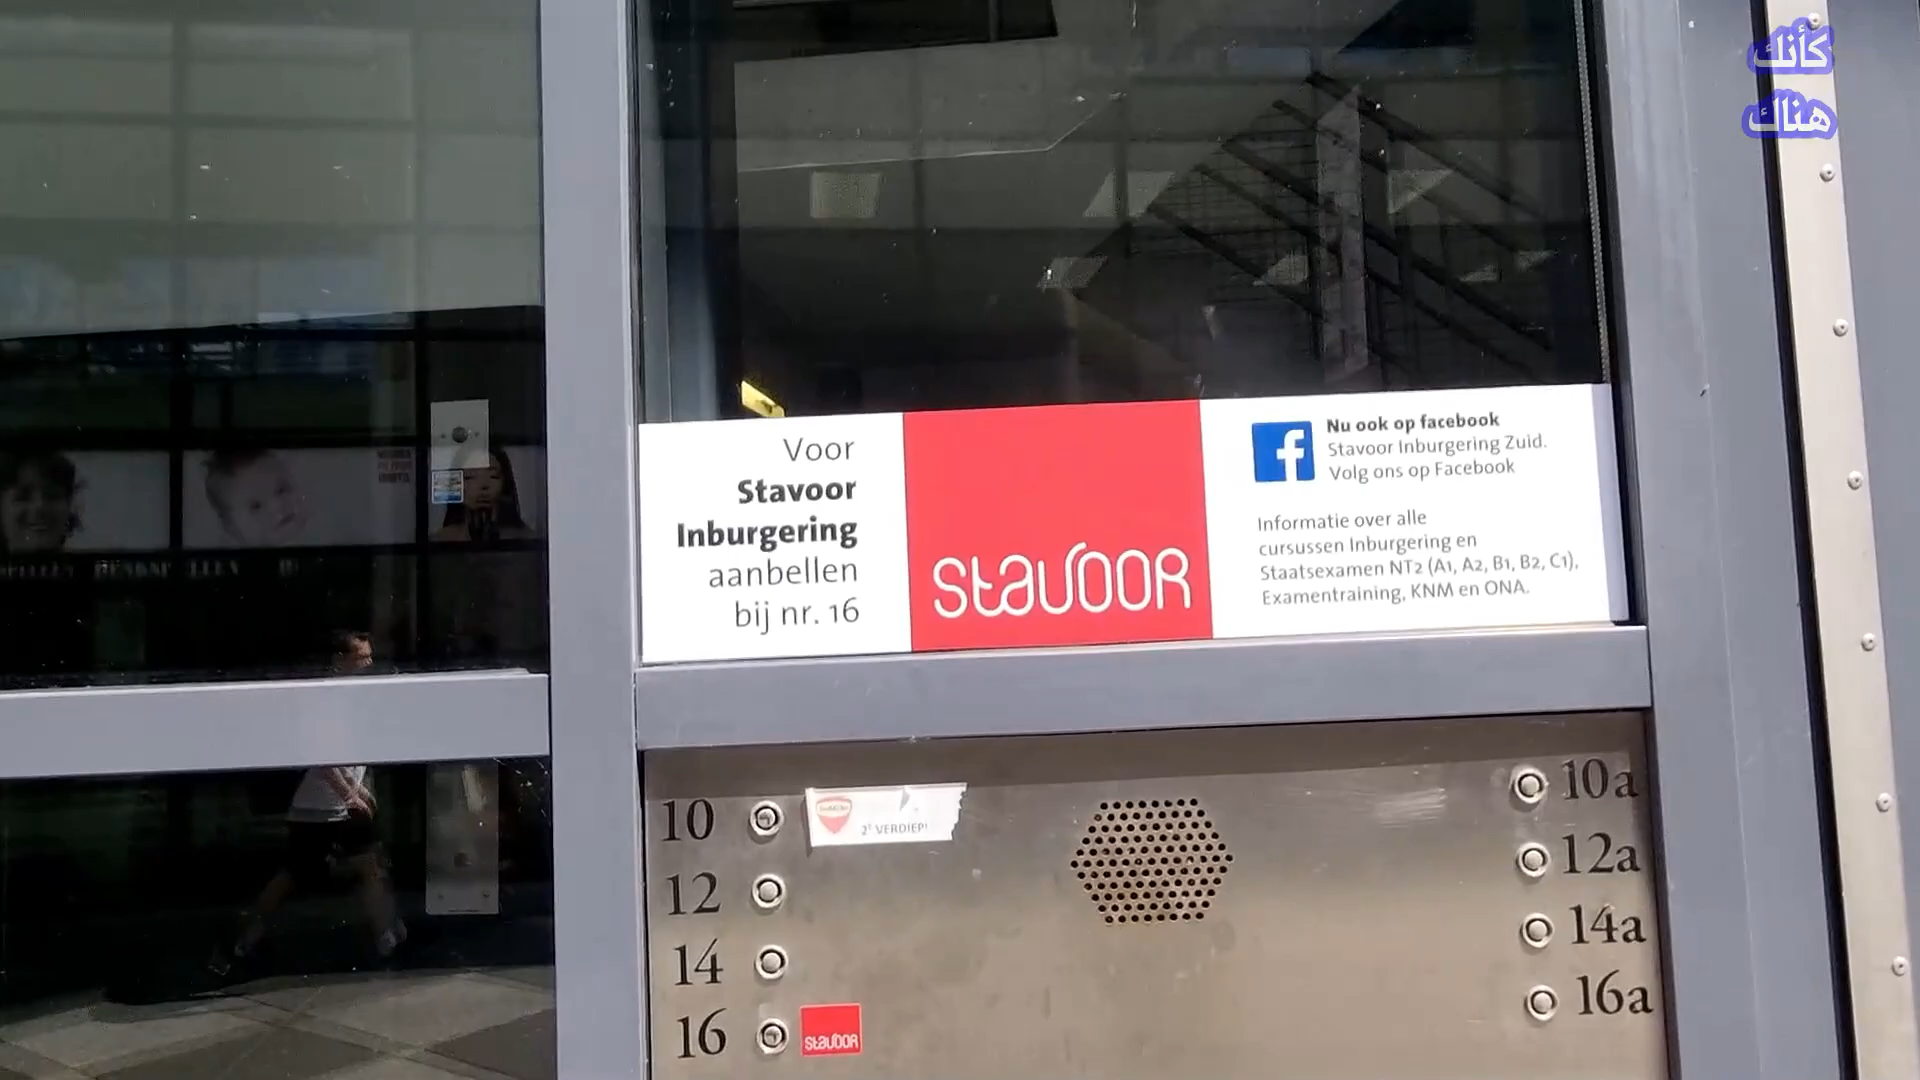 كأنك
هناك
Voor
Stavoor
Inburgering
aanbellen
bij nr. 16
stavoor
Nu ook op facebook
Stavoor Inburgering Zuid.
Volg ons op Facebook
Informatie over alle
cursussen Inburgering en
Staatsexamen NT2 (A1, A2, B1, B2, C1),
Examentraining, KNM en ONA.
10
2e VERDIEP!
12
14
16
stavoor
10a
12a
14a
16a